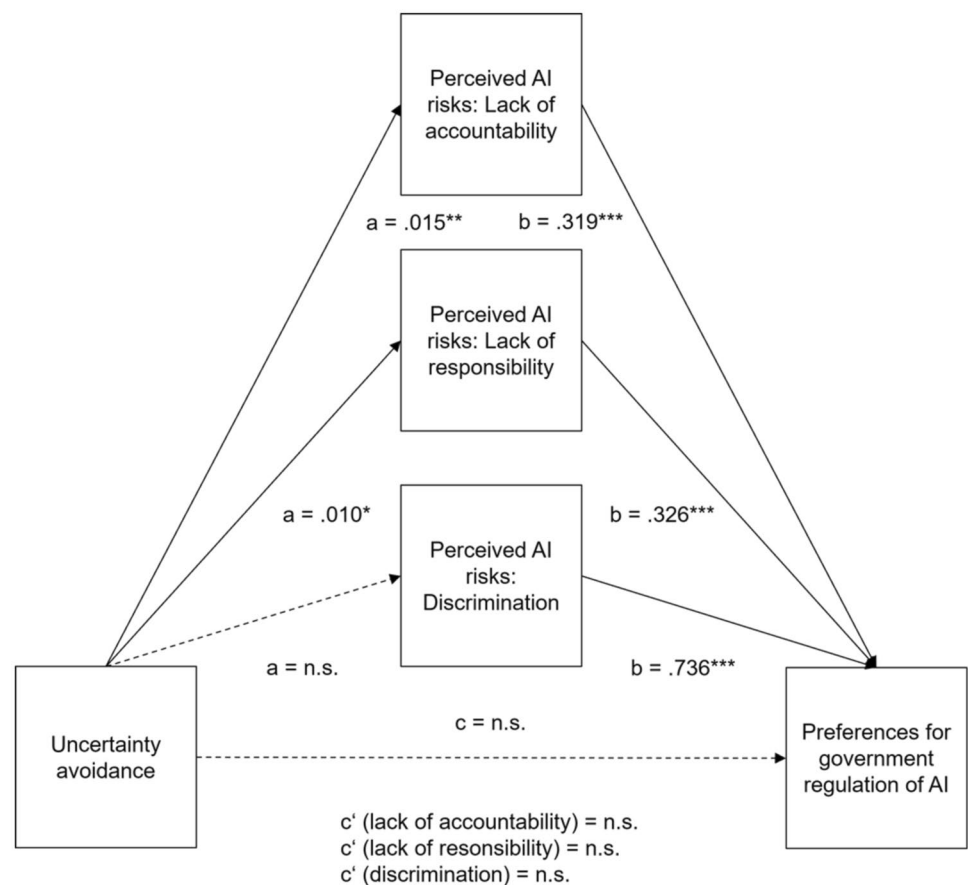 Perceived AI
risks: Lack of
accountability
a = .015**
b = .319***
Perceived AI
risks: Lack of
responsibility
a = .010*
b = .326***
Perceived AI
risks:
Discrimination
a = n.s.
b = .736***
c = n.s.
Uncertainty
avoidance
Preferences for
government
regulation of AI
c‘ (lack of accountability) = n.s.
c‘ (lack of resonsibility) = n.s.
c‘ (discrimination) = n.s.